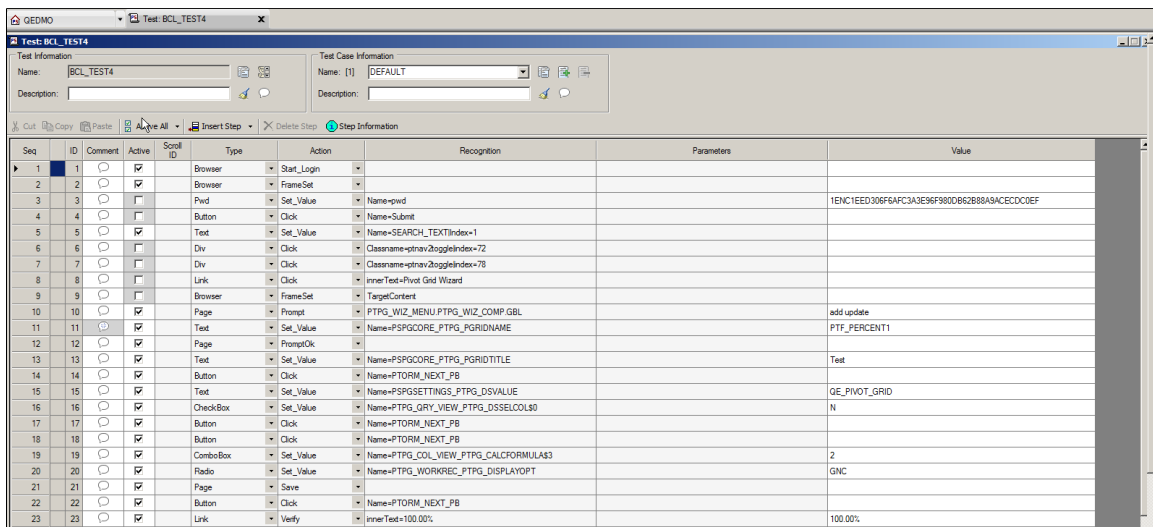 QEDMO Test: BCL_TEST4 x
Test: BCL_TEST4
Test Information Test Case Information
Name: BCL_TEST4 Name: [1] DEFAULT
Description: Description:
Cut Copy Paste Active All Insert Step Delete Step Step Information
Seq ID Comment Active Scroll ID Type Action Recognition Parameters Value
1 1 Browser Start_Login
2 2 Browser FrameSet
3 3 Pwd Set_Value Name=pwd 1ENC1EED306F6AFC3A3E96F980DB62B88A9ACECDC0EF
4 4 Button Click Name=Submit
5 5 Text Set_Value Name=SEARCH_TEXT|Index=1
6 6 Div Click Classname=ptnav2toggle|index=72
7 7 Div Click Classname=ptnav2toggle|index=78
8 8 Link Click innerText=Pivot Grid Wizard
9 9 Browser FrameSet TargetContent
10 10 Page Prompt PTPG_WIZ_MENU.PTPG_WIZ_COMP.GBL add update
11 11 Text Set_Value Name=PSPGCORE_PTPG_PGRIDNAME PTF_PERCENT1
12 12 Page PromptOk
13 13 Text Set_Value Name=PSPGCORE_PTPG_PGRIDTITLE Test
14 14 Button Click Name=PTORM_NEXT_PB
15 15 Text Set_Value Name=PSPGSETTINGS_PTPG_DSVALUE QE_PIVOT_GRID
16 16 CheckBox Set_Value Name=PTPG_QRY_VIEW_PTPG_DSSELCOL$0 N
17 17 Button Click Name=PTORM_NEXT_PB
18 18 Button Click Name=PTORM_NEXT_PB
19 19 ComboBox Set_Value Name=PTPG_COL_VIEW_PTPG_CALCFORMULA$3 2
20 20 Radio Set_Value Name=PTPG_WORKREC_PTPG_DISPLAYOPT GNC
21 21 Page Save
22 22 Button Click Name=PTORM_NEXT_PB
23 23 Link Verify innerText=100.00% 100.00%